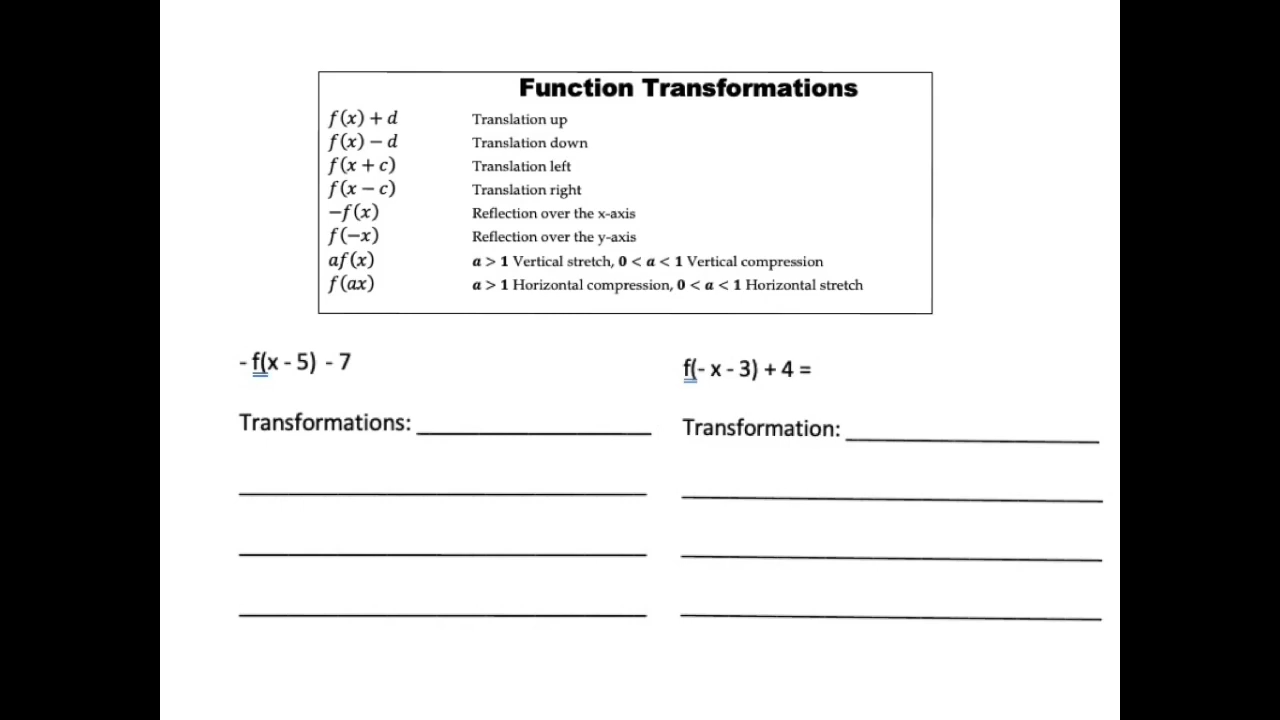 Function Transformations
f(x) + d Translation up
f(x) − d Translation down
f(x + c) Translation left
f(x − c) Translation right
−f(x) Reflection over the x-axis
f(−x) Reflection over the y-axis
af(x) a > 1 Vertical stretch, 0 < a < 1 Vertical compression
f(ax) a > 1 Horizontal compression, 0 < a < 1 Horizontal stretch
- f(x - 5) - 7
Transformations:
f(- x - 3) + 4 =
Transformation: